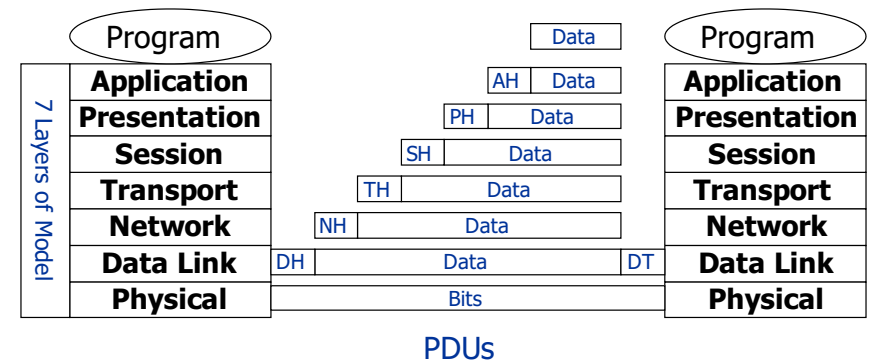 Program Data Program
Application AH Data Application
Presentation PH Data Presentation
Session SH Data Session
Transport TH Data Transport
Network NH Data Network
Data Link DH Data DT Data Link
Physical Bits Physical
7 Layers of Model
PDUs